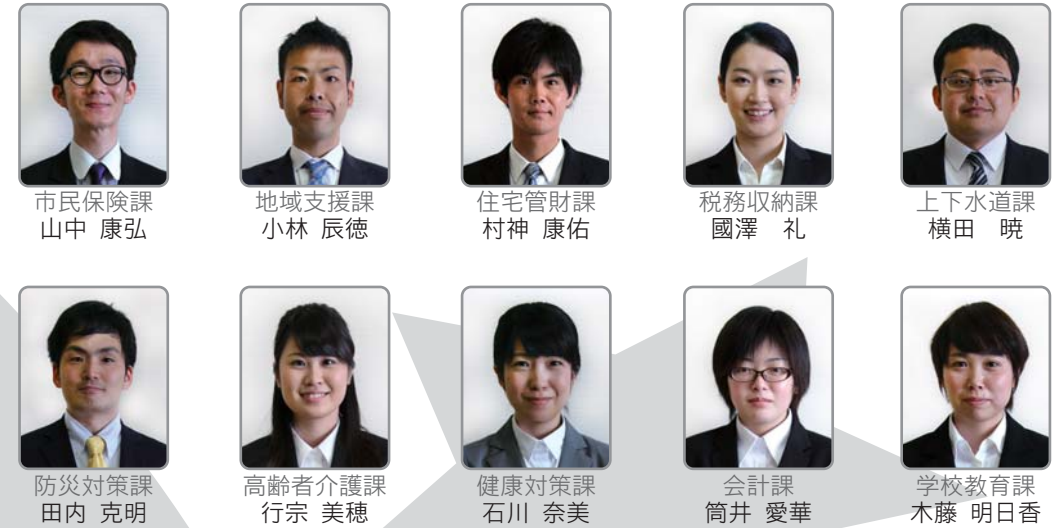 市民保険課
山中 康弘
地域支援課
小林 辰徳
住宅管財課
村神 康佑
税務収納課
國澤 礼
上下水道課
横田 暁
防災対策課
田内 克明
高齢者介護課
行宗 美穂
健康対策課
石川 奈美
会計課
筒井 愛華
学校教育課
木藤 明日香